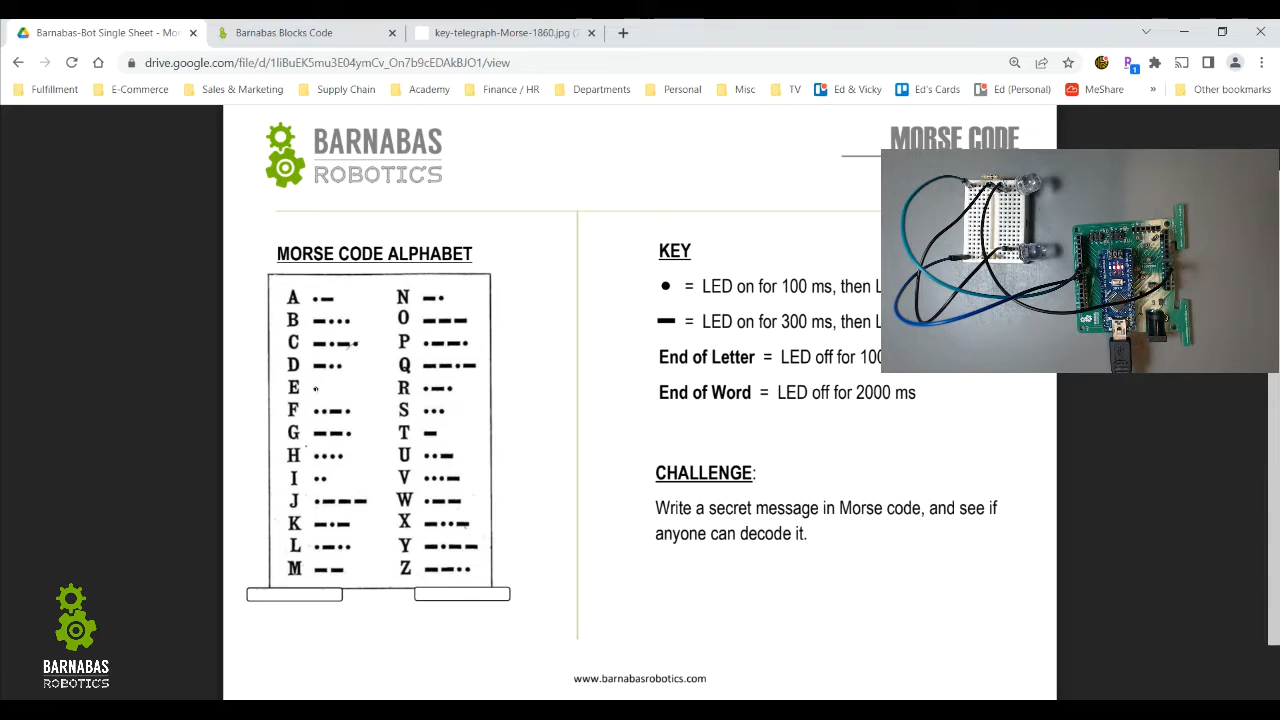 Barnabas-Bot Single Sheet - Mor
Barnabas Blocks Code
key-telegraph-Morse-1860.jpg (7
drive.google.com/file/d/1IiBuEK5mu3E04ymCv_On7b9cEDAkBJO1/view
1
Fulfillment
E-Commerce
Sales & Marketing
Supply Chain
Academy
Finance / HR
Departments
Personal
Misc
TV
Ed & Vicky
Ed's Cards
Ed (Personal)
MeShare
»
Other bookmarks
BARNABAS
ROBOTICS
MORSE CODE
MORSE CODE ALPHABET
A •– N –•
B –••• O –––
C –•–• P •––•
D –•• Q ––•–
E • R •–•
F ••–• S •••
G ––• T –
H •••• U ••–
I •• V •••–
J •––– W •––
K –•– X –••–
L •–•• Y –•––
M –– Z ––••
KEY
• = LED on for 100 ms, then L
– = LED on for 300 ms, then L
End of Letter = LED off for 100
End of Word = LED off for 2000 ms
CHALLENGE:
Write a secret message in Morse code, and see if
anyone can decode it.
BARNABAS
ROBOTICS
www.barnabasrobotics.com